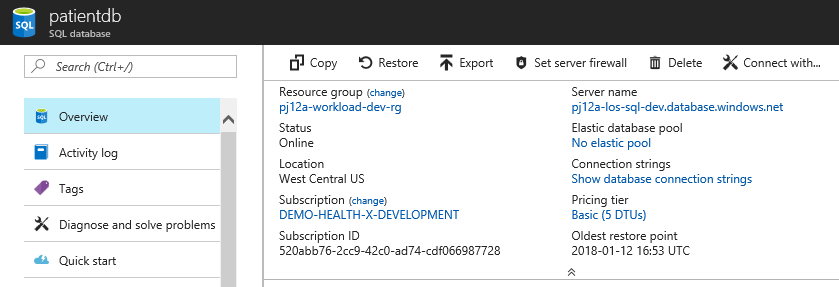 patientdb
SQL database
Search (Ctrl+/)
Overview
Activity log
Tags
Diagnose and solve problems
Quick start
Copy Restore Export Set server firewall Delete Connect with...
Resource group (change)
pj12a-workload-dev-rg
Status
Online
Location
West Central US
Subscription (change)
DEMO-HEALTH-X-DEVELOPMENT
Subscription ID
520abb76-2cc9-42c0-ad74-cdf066987728
Server name
pj12a-los-sql-dev.database.windows.net
Elastic database pool
No elastic pool
Connection strings
Show database connection strings
Pricing tier
Basic (5 DTUs)
Oldest restore point
2018-01-12 16:53 UTC